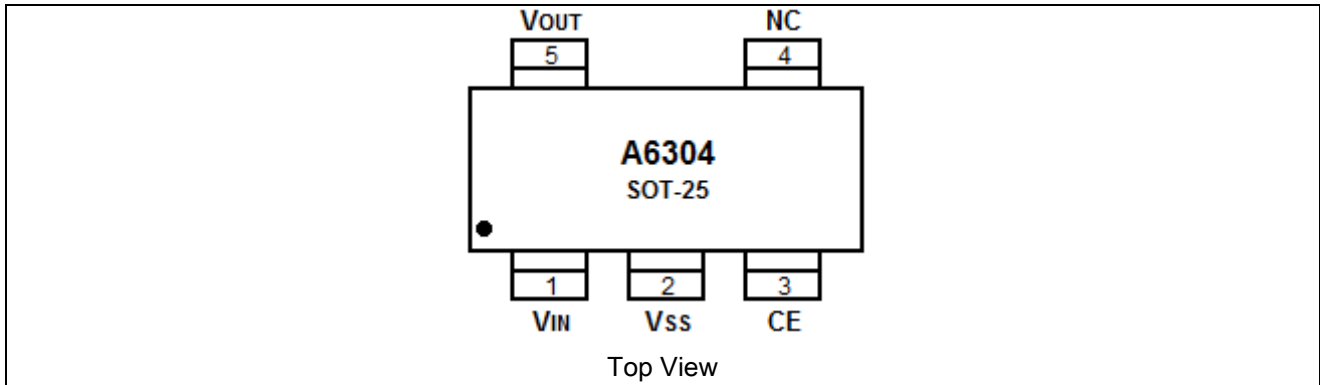 VOUT NC
5 4
A6304
SOT-25
1 2 3
VIN VSS CE
Top View